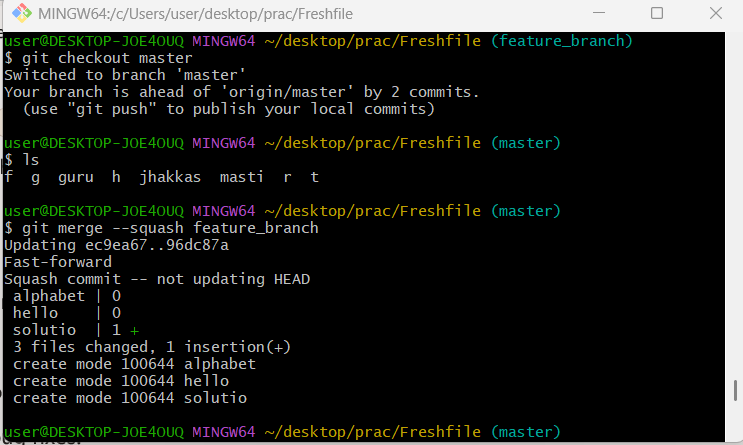 MINGW64:/c/Users/user/desktop/prac/Freshfile
user@DESKTOP-JOE4OUQ MINGW64 ~/desktop/prac/Freshfile (feature_branch)
$ git checkout master
Switched to branch 'master'
Your branch is ahead of 'origin/master' by 2 commits.
  (use "git push" to publish your local commits)
user@DESKTOP-JOE4OUQ MINGW64 ~/desktop/prac/Freshfile (master)
$ ls
f  g  guru  h  jhakkas  masti  r  t
user@DESKTOP-JOE4OUQ MINGW64 ~/desktop/prac/Freshfile (master)
$ git merge --squash feature_branch
Updating ec9ea67..96dc87a
Fast-forward
Squash commit -- not updating HEAD
 alphabet | 0
 hello    | 0
 solutio  | 1 +
 3 files changed, 1 insertion(+)
 create mode 100644 alphabet
 create mode 100644 hello
 create mode 100644 solutio
user@DESKTOP-JOE4OUQ MINGW64 ~/desktop/prac/Freshfile (master)